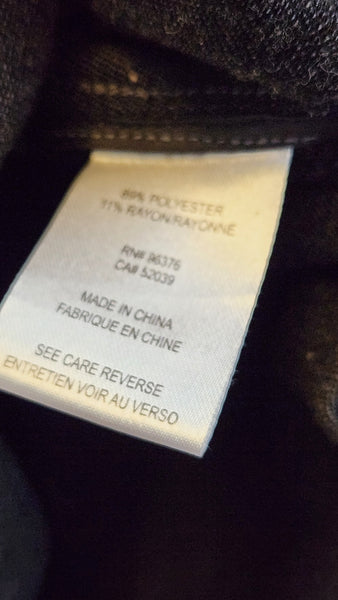 89% POLYESTER
11% RAYON/RAYONNE
RN# 96376
CA# 52039
MADE IN CHINA
FABRIQUE EN CHINE
SEE CARE REVERSE
ENTRETIEN VOIR AU VERSO